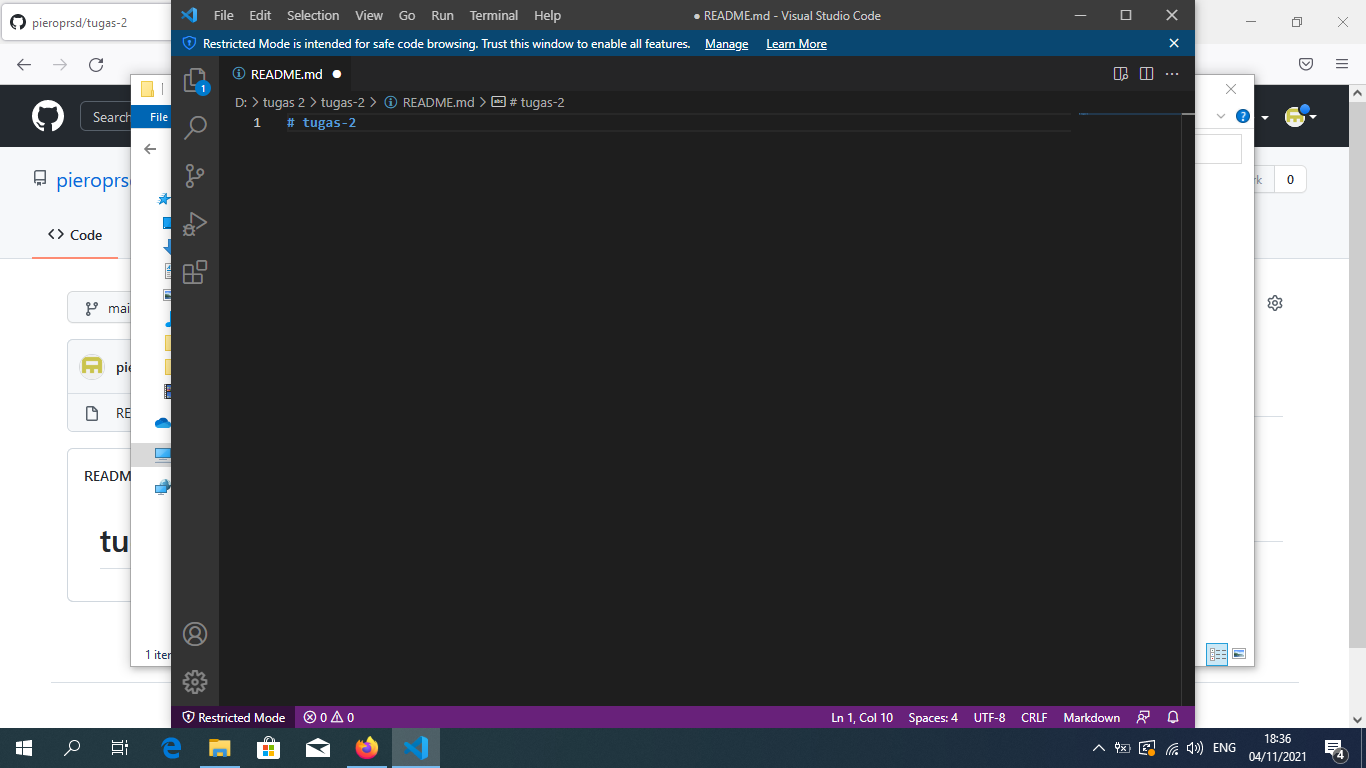 pieroprsd/tugas-2
File Edit Selection View Go Run Terminal Help
● README.md - Visual Studio Code
Restricted Mode is intended for safe code browsing. Trust this window to enable all features. Manage Learn More
README.md
1
D: > tugas 2 > tugas-2 > README.md > # tugas-2
1 # tugas-2
Search
File
pieroprs
0
<> Code
mai
pie
RE
READM
tu
1 iter
Restricted Mode 0 0
Ln 1, Col 10 Spaces: 4 UTF-8 CRLF Markdown
ENG
18:36
04/11/2021
4